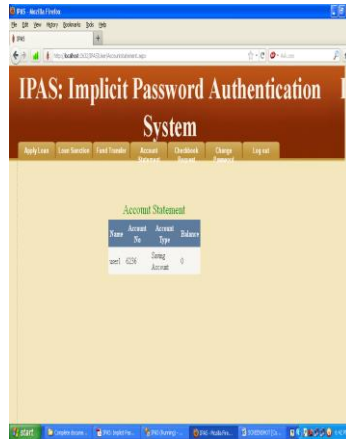 IPAS - Mozilla Firefox
File Edit View History Bookmarks Tools Help
IPAS
IPAS: Implicit Password Authentication
System
Apply Loan Loan Sanction Fund Transfer Account Statement Checkbook Request Change Password Log out
Account Statement
Name Account No Account Type Balance
user1 6256 Saving Account 0
start